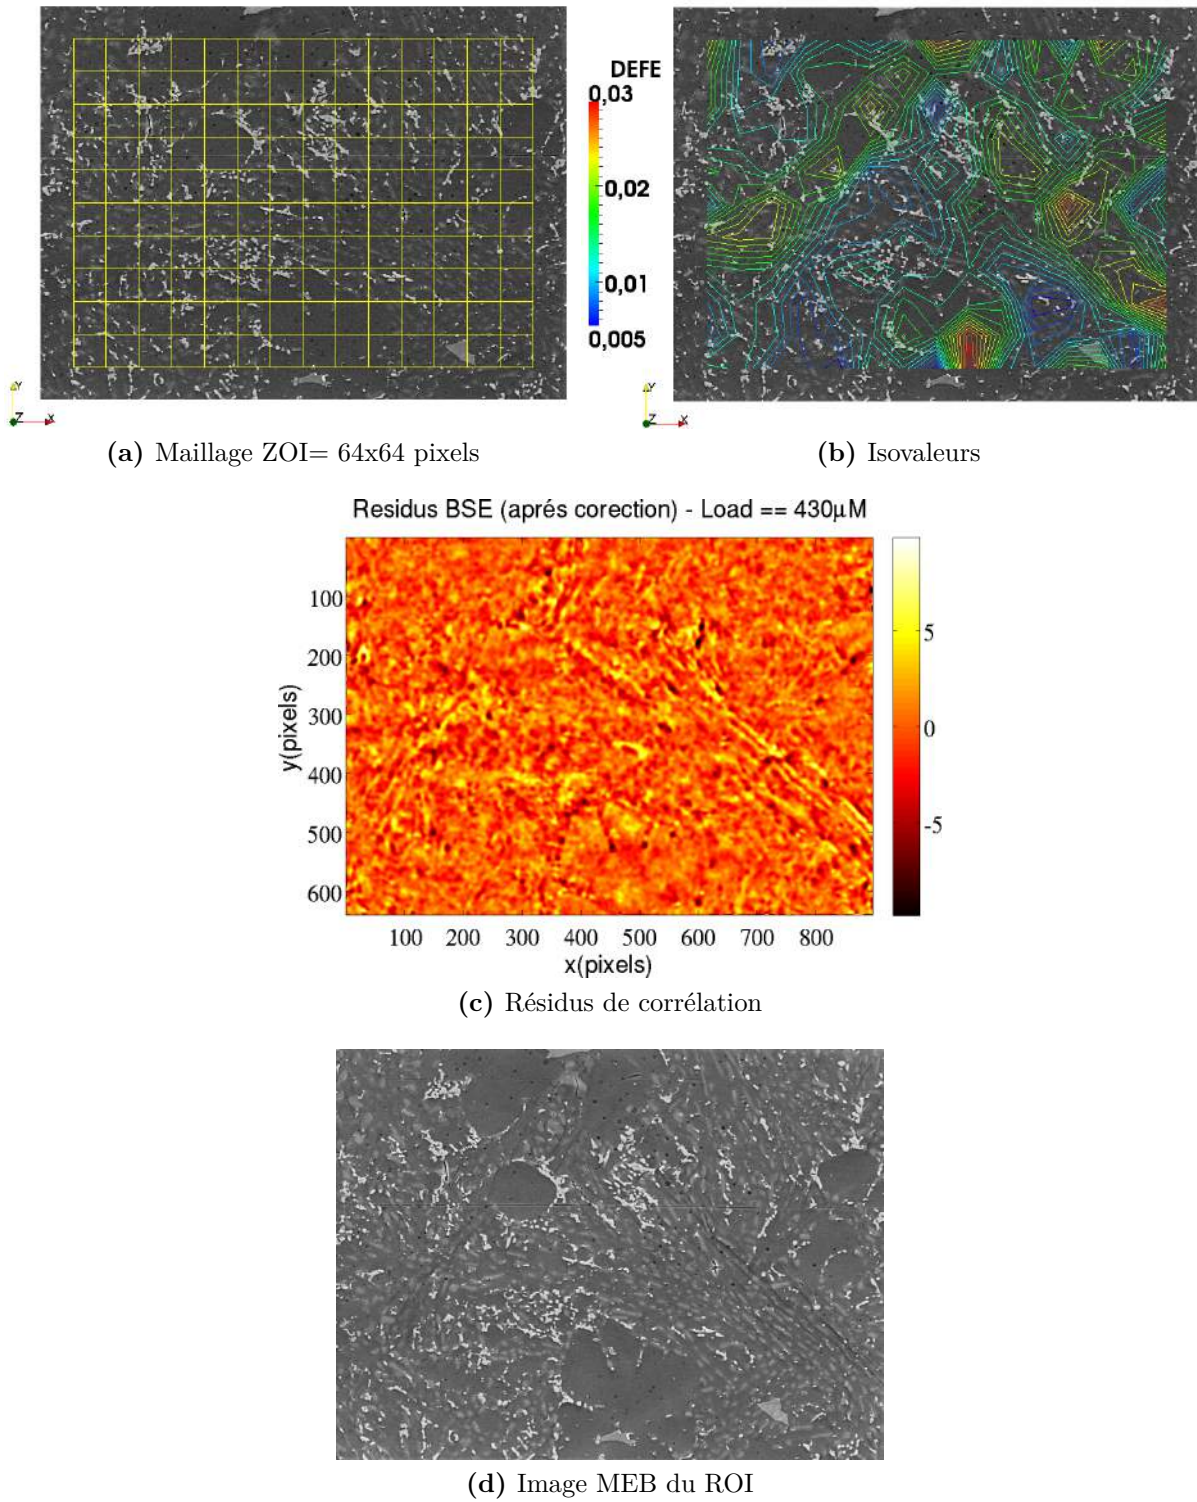 DEFE
0,03
0,02
0,01
0,005
Y
Z X
Y
Z X
(a) Maillage ZOI= 64x64 pixels
(b) Isovaleurs
Residus BSE (aprés corection) - Load == 430µM
100
200
300
400
500
600
y(pixels)
5
0
-5
100 200 300 400 500 600 700 800
x(pixels)
(c) Résidus de corrélation
(d) Image MEB du ROI